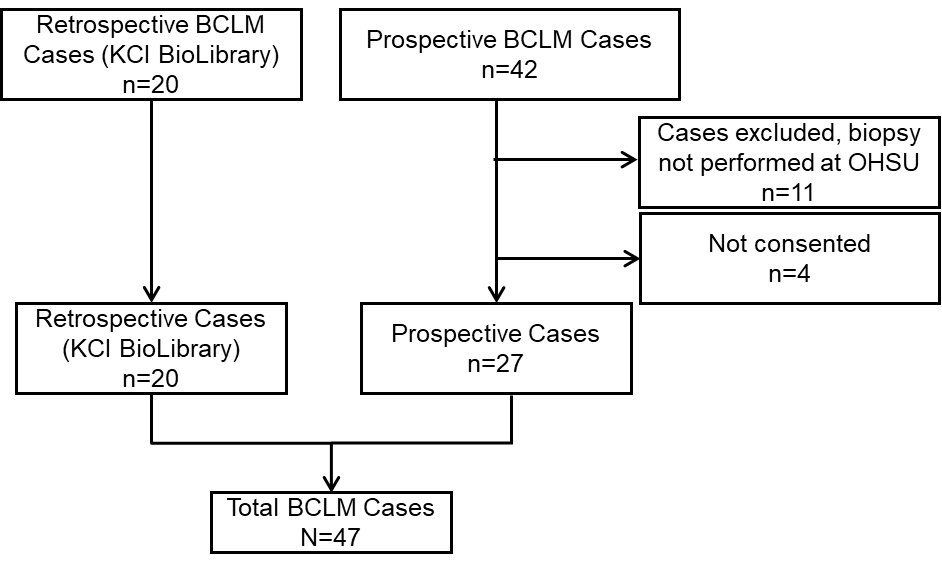 Retrospective BCLM
Cases (KCI BioLibrary)
n=20
Prospective BCLM Cases
n=42
Cases excluded, biopsy
not performed at OHSU
n=11
Not consented
n=4
Retrospective Cases
(KCI BioLibrary)
n=20
Prospective Cases
n=27
Total BCLM Cases
N=47